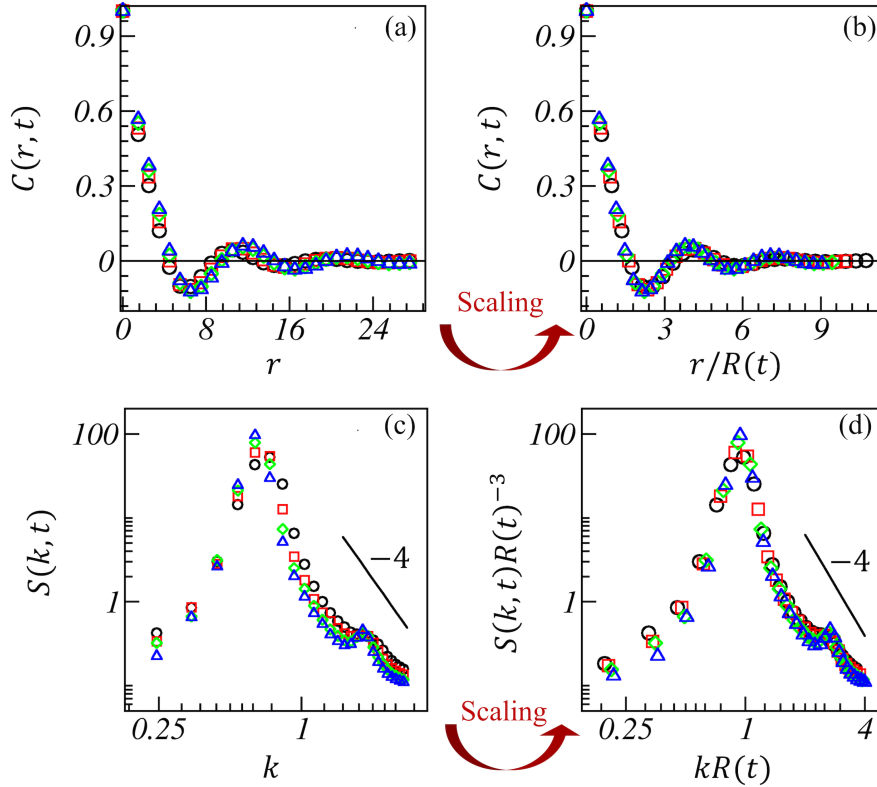 (a)
C(r, t)
0.9
0.6
0.3
0
0 8 16 24
r
Scaling
(b)
C(r, t)
0.9
0.6
0.3
0
0 3 6 9
r/R(t)
(c)
S(k, t)
100
1
−4
0.25 1
k
Scaling
(d)
S(k, t)R(t)⁻³
100
1
−4
0.25 1 4
kR(t)